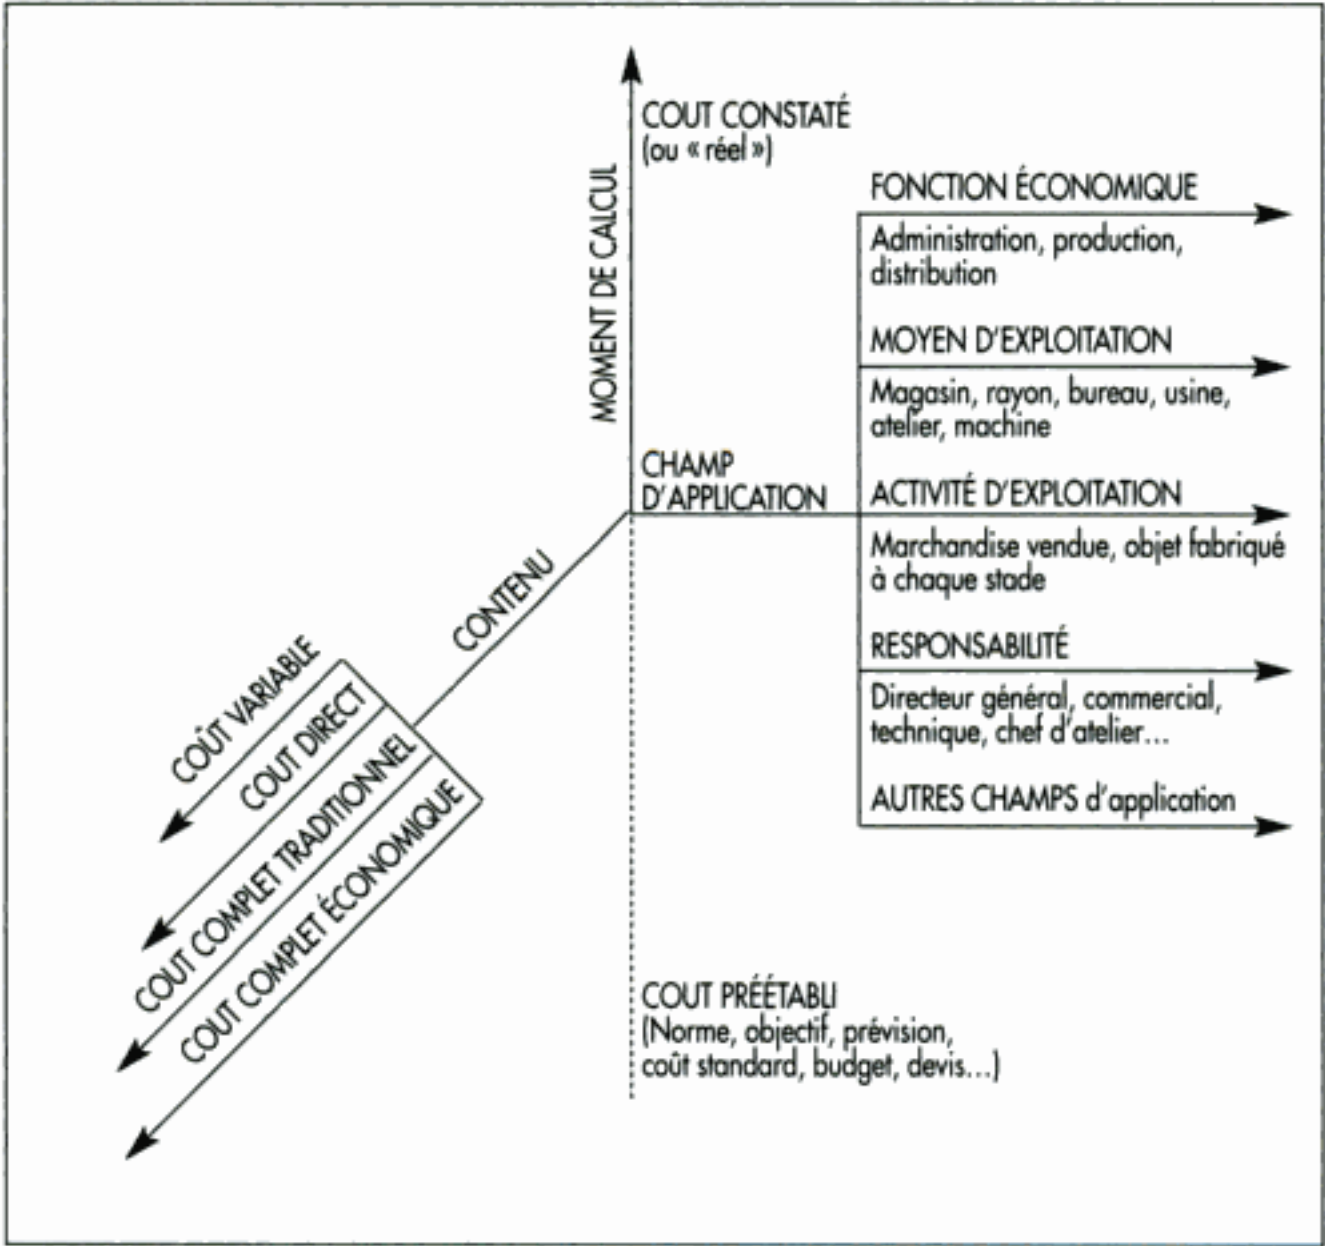 COUT CONSTATÉ
(ou « réel »)
MOMENT DE CALCUL
FONCTION ÉCONOMIQUE
Administration, production,
distribution
MOYEN D'EXPLOITATION
Magasin, rayon, bureau, usine,
atelier, machine
CHAMP
D'APPLICATION
ACTIVITÉ D'EXPLOITATION
Marchandise vendue, objet fabriqué
à chaque stade
RESPONSABILITÉ
Directeur général, commercial,
technique, chef d'atelier...
AUTRES CHAMPS d'application
CONTENU
COÛT VARIABLE
COUT DIRECT
COUT COMPLET TRADITIONNEL
COUT COMPLET ÉCONOMIQUE
COUT PRÉÉTABLI
(Norme, objectif, prévision,
coût standard, budget, devis...)